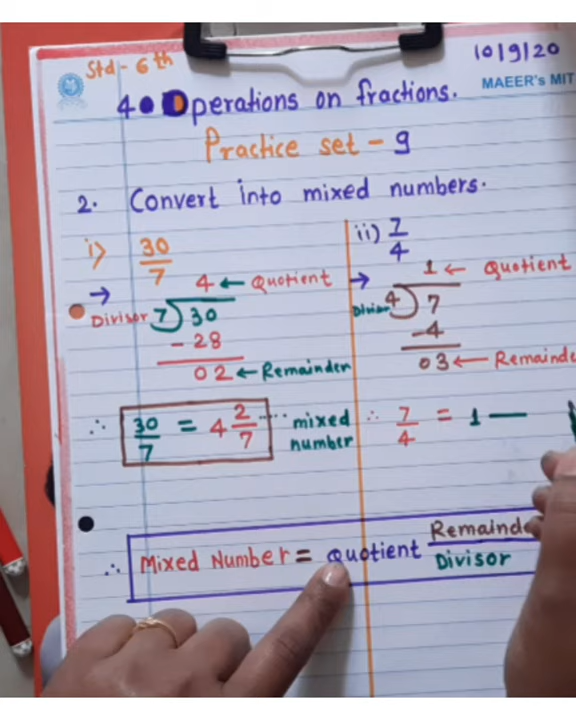 Std - 6th
10/9/20
MAEER's MIT
4. Operations on fractions.
Practice set - 9
2. Convert into mixed numbers.
i) 30/7
→ 4 ← Quotient
Divisor 7)30
- 28
02 ← Remainder
∴ 30/7 = 4 2/7 .... mixed number
ii) 7/4
→ 1 ← Quotient
Divisor 4)7
-4
03 ← Remainde
∴ 7/4 = 1 —
∴ Mixed Number = Quotient Remainde/Divisor